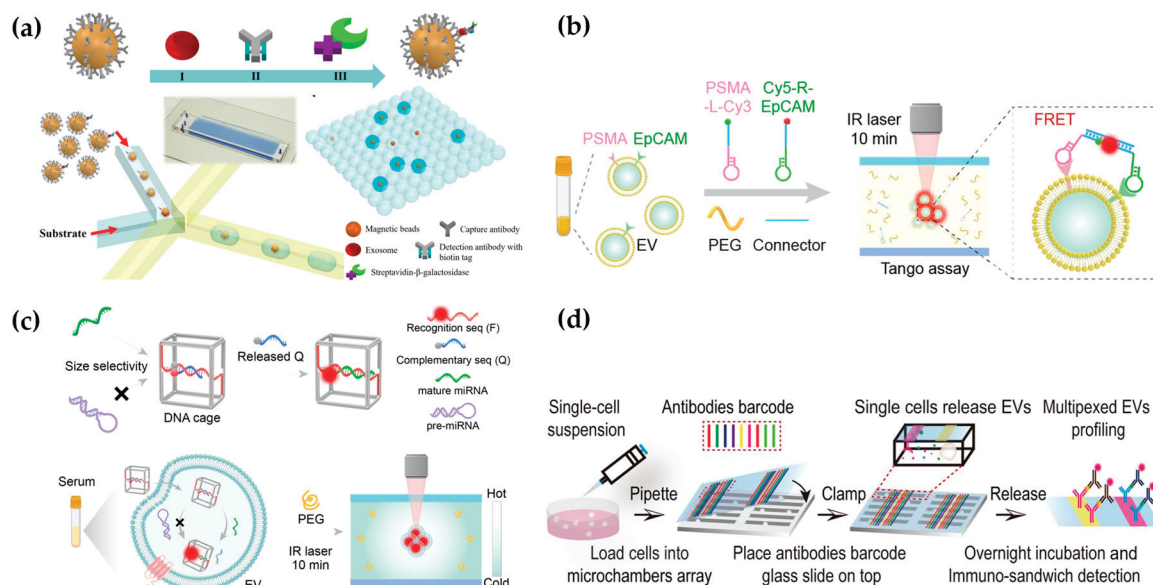 (a)
I
II
III
Substrate
Magnetic beads
Capture antibody
Exosome
Detection antibody with
biotin tag
Streptavidin-β-galactosidase
(b)
PSMA
-L-Cy3
Cy5-R-
EpCAM
IR laser
10 min
FRET
PSMA EpCAM
EV
PEG
Connector
Tango assay
(c)
Size selectivity
Released Q
DNA cage
Recognition seq (F)
Complementary seq (Q)
mature miRNA
pre-miRNA
Serum
EV
PEG
IR laser
10 min
Hot
Cold
(d)
Single-cell
suspension
Antibodies barcode
Single cells release EVs
Multipexed EVs
profiling
Pipette
Clamp
Release
Load cells into
microchambers array
Place antibodies barcode
glass slide on top
Overnight incubation and
Immuno-sandwich detection